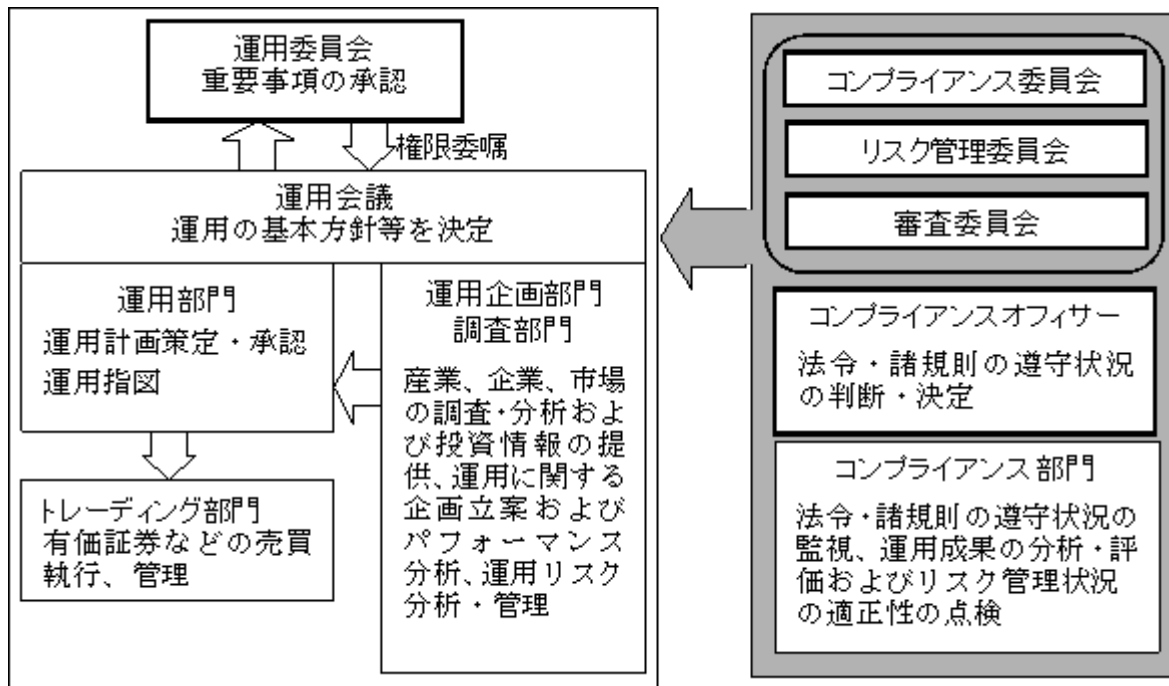 運用委員会
重要事項の承認
権限委嘱
運用会議
運用の基本方針等を決定
運用部門
運用計画策定・承認
運用指図
運用企画部門
調査部門
産業、企業、市場
の調査・分析およ
び投資情報の提
供、運用に関する
企画立案および
パフォーマンス
分析、運用リスク
分析・管理
トレーディング部門
有価証券などの売買
執行、管理
コンプライアンス委員会
リスク管理委員会
審査委員会
コンプライアンスオフィサー
法令・諸規則の遵守状況
の判断・決定
コンプライアンス部門
法令・諸規則の遵守状況の
監視、運用成果の分析・評
価およびリスク管理状況
の適正性の点検